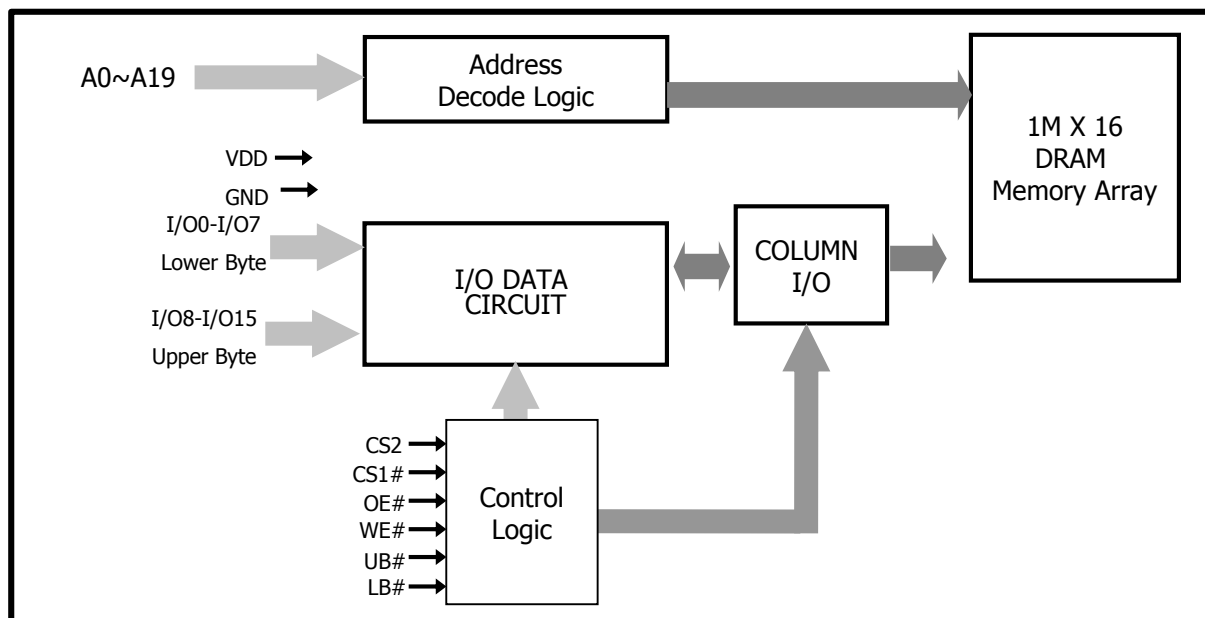 A0~A19
Address
Decode Logic
1M X 16
DRAM
Memory Array
VDD
GND
I/O0-I/O7
Lower Byte
I/O8-I/O15
Upper Byte
I/O DATA
CIRCUIT
COLUMN
I/O
CS2
CS1#
OE#
WE#
UB#
LB#
Control
Logic